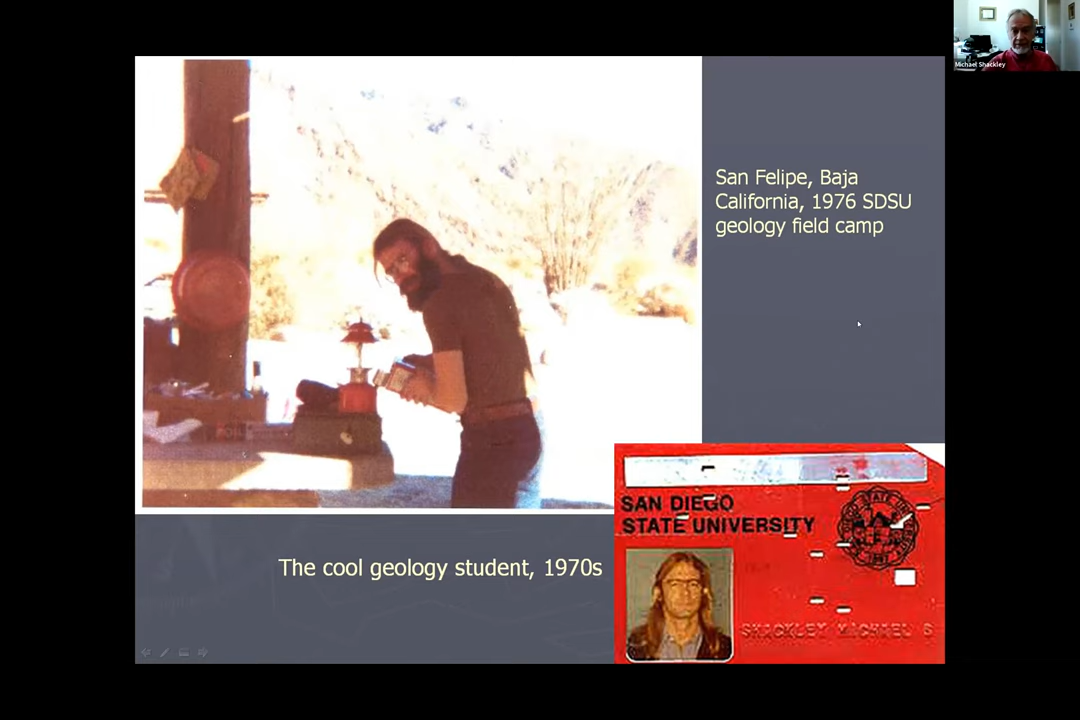 Michael Shackley
San Felipe, Baja
California, 1976 SDSU
geology field camp
SAN DIEGO
STATE UNIVERSITY
SHACKLEY MICHAEL S
The cool geology student, 1970s